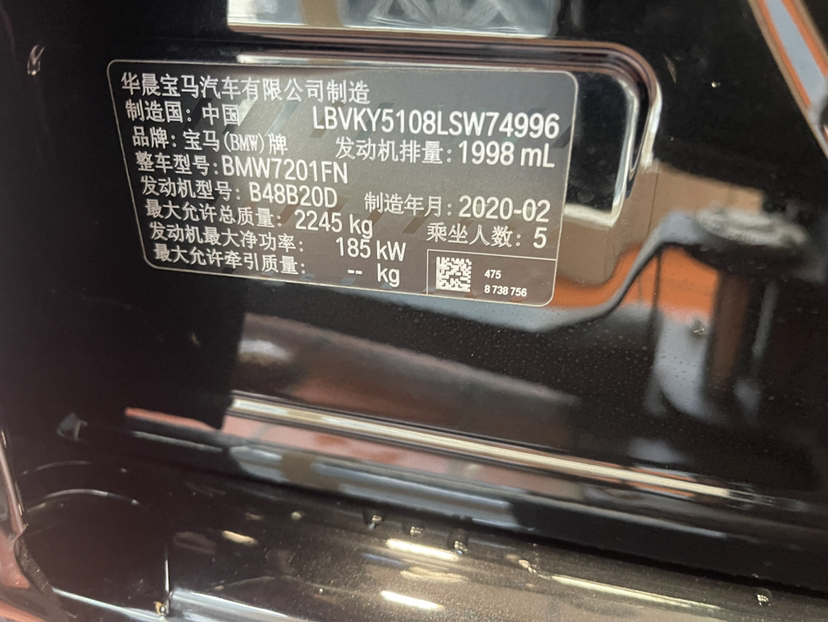 华晨宝马汽车有限公司制造
制造国：中国 LBVKY5108LSW74996
品牌：宝马(BMW)牌 发动机排量：1998 mL
整车型号：BMW7201FN
发动机型号：B48B20D 制造年月：2020-02
最大允许总质量：2245 kg 乘坐人数：5
发动机最大净功率：185 kW
最大允许牵引质量：-- kg
475
8 738 756